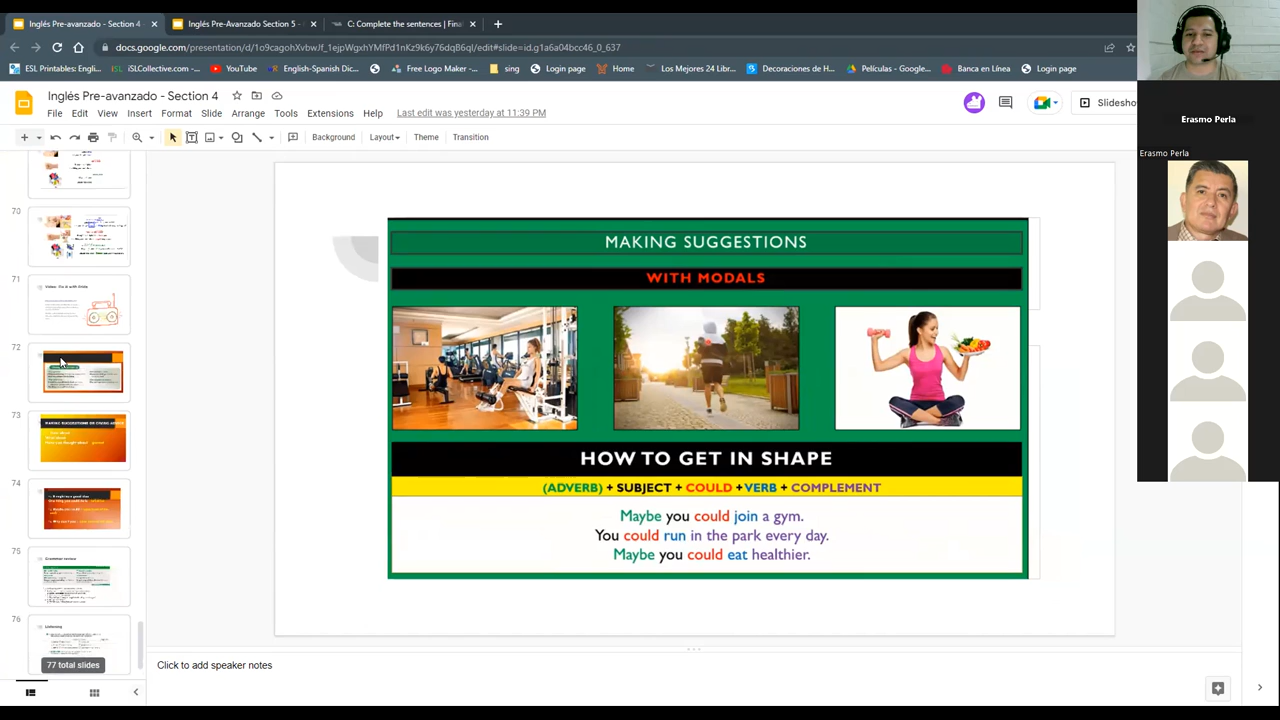 Inglés Pre-avanzado - Section 4 -
Inglés Pre-Avanzado Section 5 -
C: Complete the sentences | Fina
docs.google.com/presentation/d/1o9cagohXvbwJf_1ejpWgxhYMfPd1nKz9k6y76dqB6qI/edit#slide=id.g1a6a04bcc46_0_637
ESL Printables: Engli...
iSLCollective.com -...
YouTube
English-Spanish Dic...
Free Logo Maker -...
sing
Login page
Home
Los Mejores 24 Libr...
Decoraciones de H...
Películas - Google...
Banca en Línea
Login page
Inglés Pre-avanzado - Section 4
File Edit View Insert Format Slide Arrange Tools Extensions Help
Last edit was yesterday at 11:39 PM
Slidesho
Background Layout Theme Transition
70
71
72
73
74
75
Grammar review
76
Listening
77 total slides
MAKING SUGGESTIONS
WITH MODALS
HOW TO GET IN SHAPE
(ADVERB) + SUBJECT + COULD +VERB + COMPLEMENT
Maybe you could join a gym.
You could run in the park every day.
Maybe you could eat healthier.
Click to add speaker notes
Erasmo Perla
Erasmo Perla